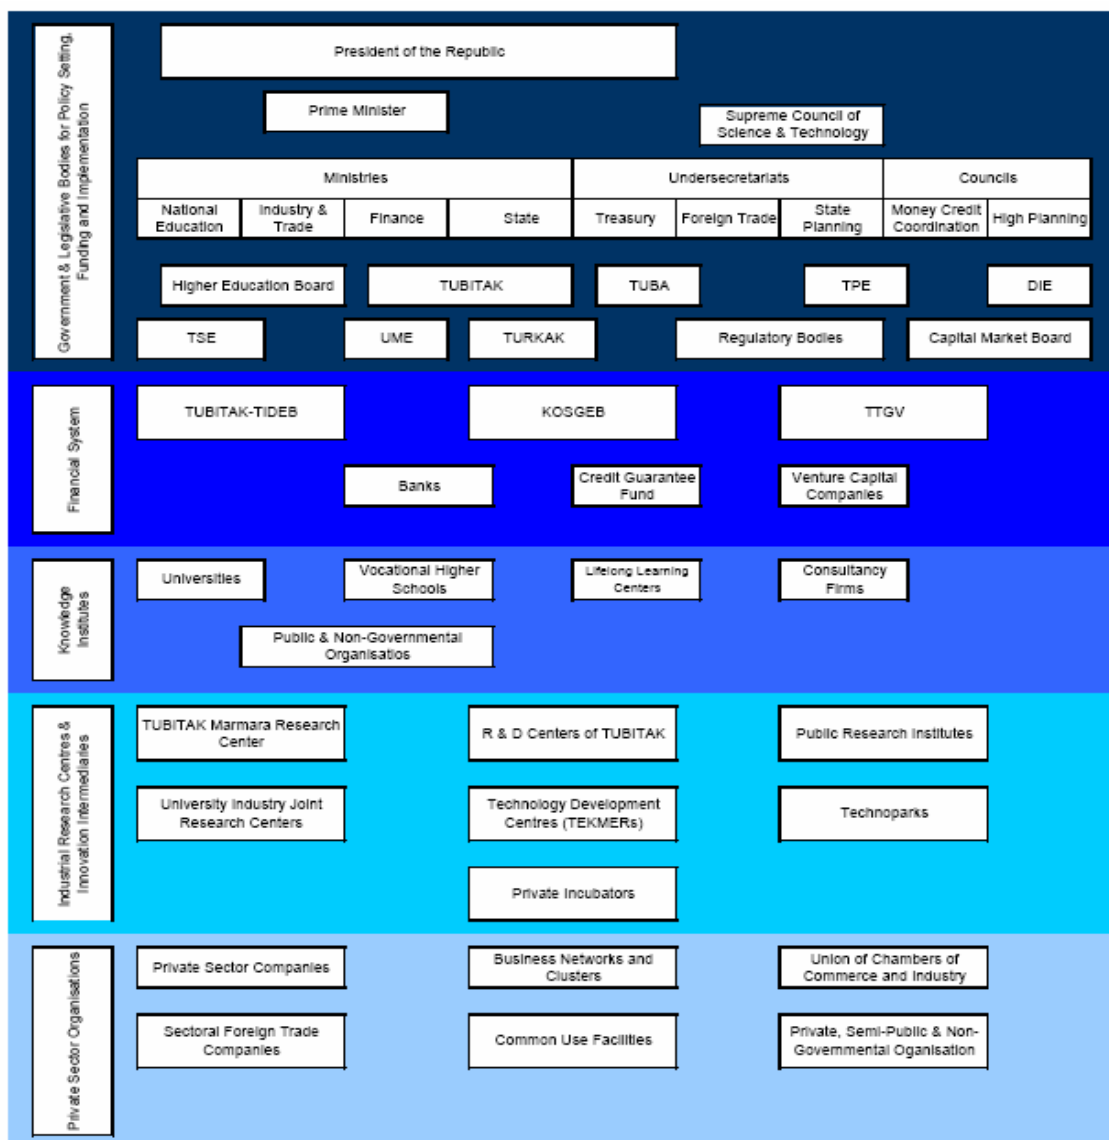 Government & Legislative Bodies for Policy Setting,
Funding and Implementation
President of the Republic
Prime Minister
Supreme Council of
Science & Technology
Ministries
Undersecretariats
Councils
National
Education
Industry &
Trade
Finance
State
Treasury
Foreign Trade
State
Planning
Money Credit
Coordination
High Planning
Higher Education Board
TUBITAK
TUBA
TPE
DIE
TSE
UME
TURKAK
Regulatory Bodies
Capital Market Board
Financial System
TUBITAK-TIDEB
KOSGEB
TTGV
Banks
Credit Guarantee
Fund
Venture Capital
Companies
Knowledge
Institutes
Universities
Vocational Higher
Schools
Lifelong Learning
Centers
Consultancy
Firms
Public & Non-Governmental
Organisatios
Industrial Research Centres &
Innovation Intermediaries
TUBITAK Marmara Research
Center
R & D Centers of TUBITAK
Public Research Institutes
University Industry Joint
Research Centers
Technology Development
Centres (TEKMERs)
Technoparks
Private Incubators
Private Sector Organisations
Private Sector Companies
Business Networks and
Clusters
Union of Chambers of
Commerce and Industry
Sectoral Foreign Trade
Companies
Common Use Facilities
Private, Semi-Public & Non-
Governmental Oganisation